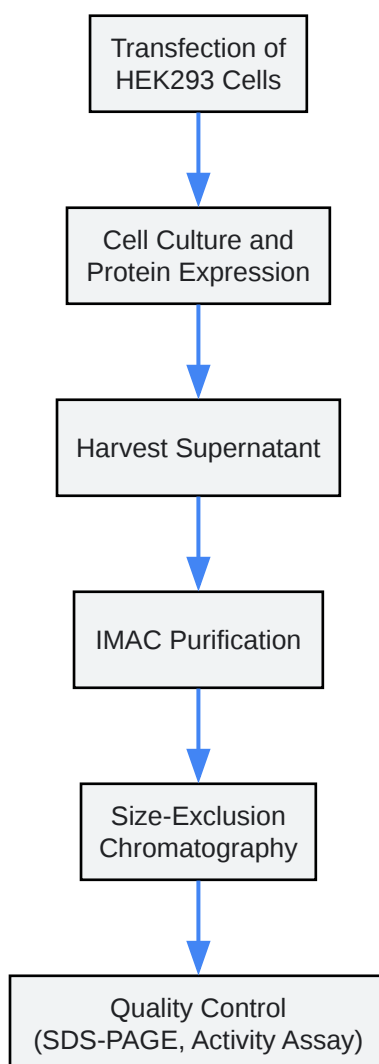 Transfection of
HEK293 Cells
Cell Culture and
Protein Expression
Harvest Supernatant
IMAC Purification
Size-Exclusion
Chromatography
Quality Control
(SDS-PAGE, Activity Assay)